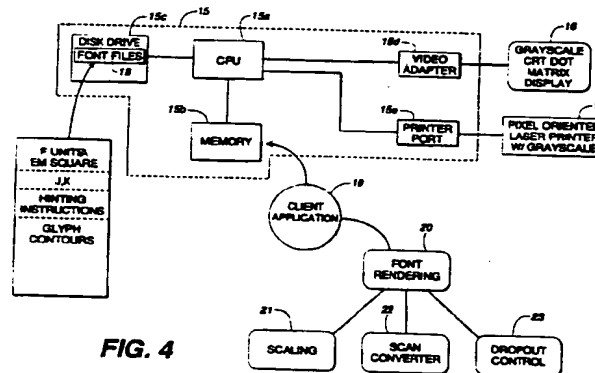 15
15c
15a
DISK DRIVE
FONT FILES
18
CPU
15d
VIDEO
ADAPTER
16
GRAYSCALE
CRT DOT
MATRIX
DISPLAY
15b
MEMORY
15e
PRINTER
PORT
PIXEL ORIENTED
LASER PRINTER
W/ GRAYSCALE
# UNITS/
EM SQUARE
J,K
HINTING
INSTRUCTIONS
GLYPH
CONTOURS
19
CLIENT
APPLICATION
20
FONT
RENDERING
21
SCALING
22
SCAN
CONVERTER
23
DROPOUT
CONTROL
FIG. 4